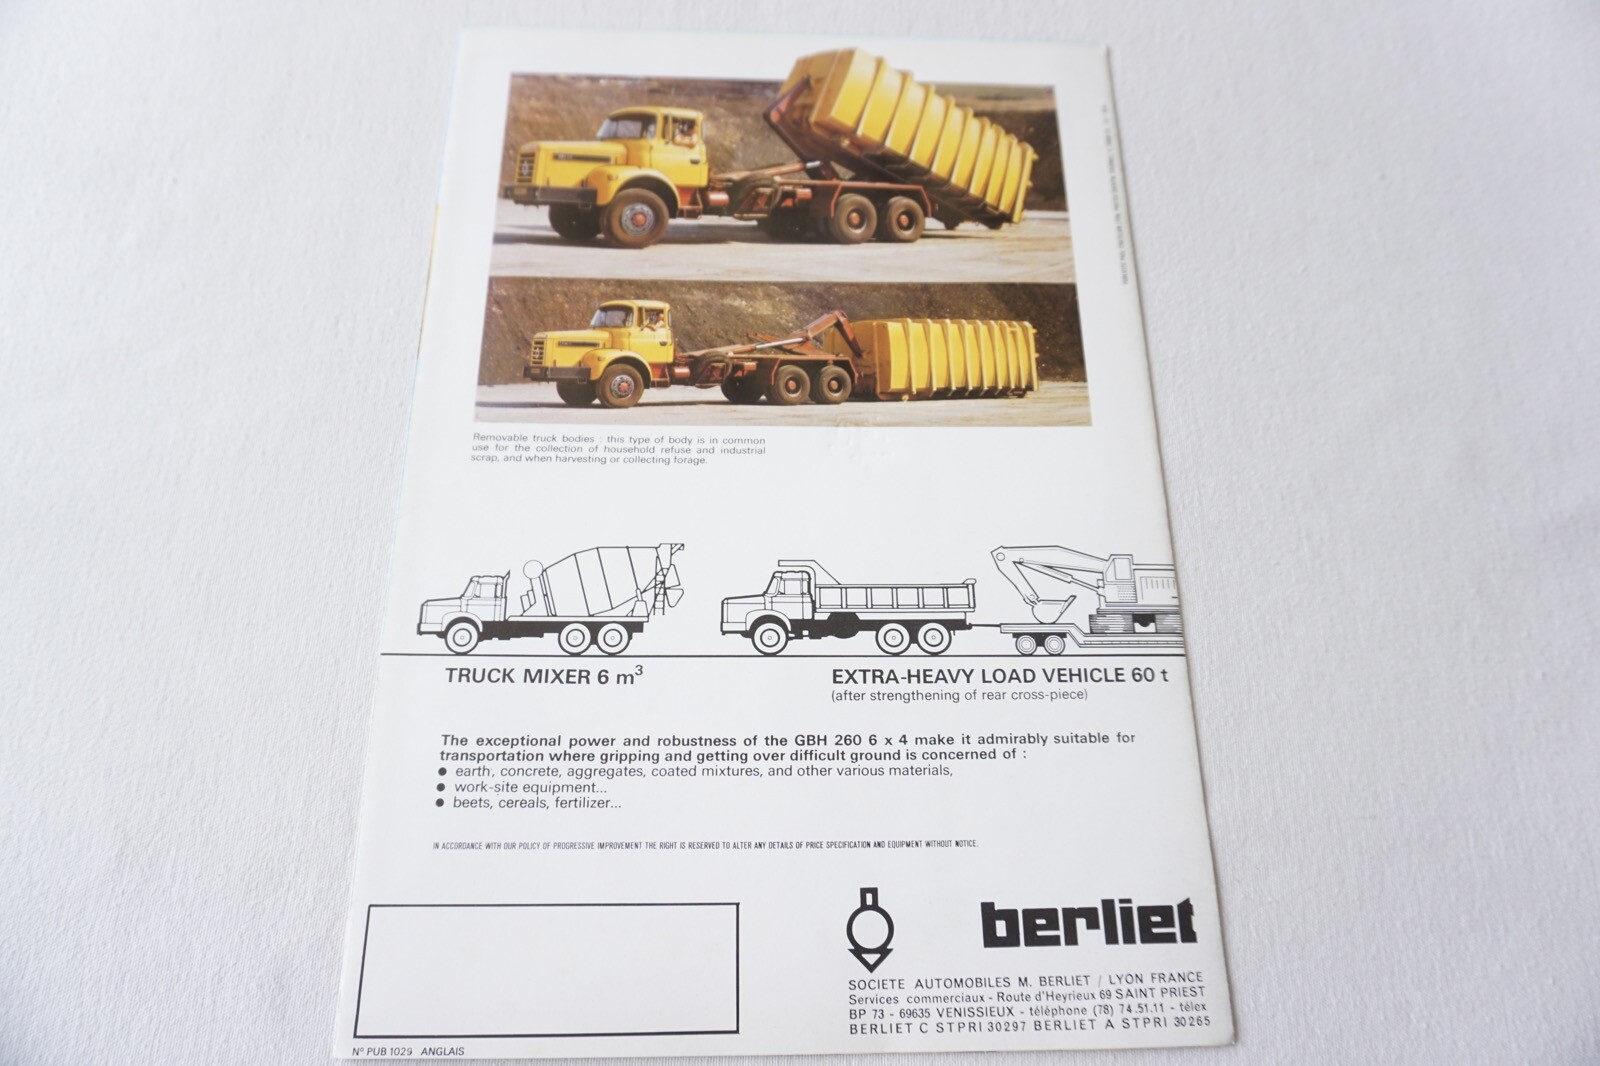 Removable truck bodies : this type of body is in common
use for the collection of household refuse and industrial
scrap, and when harvesting or collecting forage.
TRUCK MIXER 6 m³
EXTRA-HEAVY LOAD VEHICLE 60 t
(after strengthening of rear cross-piece)
The exceptional power and robustness of the GBH 260 6 x 4 make it admirably suitable for
transportation where gripping and getting over difficult ground is concerned of :
● earth, concrete, aggregates, coated mixtures, and other various materials,
● work-site equipment...
● beets, cereals, fertilizer...
IN ACCORDANCE WITH OUR POLICY OF PROGRESSIVE IMPROVEMENT THE RIGHT IS RESERVED TO ALTER ANY DETAILS OF PRICE SPECIFICATION AND EQUIPMENT WITHOUT NOTICE.
berliet
SOCIETE AUTOMOBILES M. BERLIET / LYON FRANCE
Services commerciaux - Route d'Heyrieux 69 SAINT PRIEST
BP 73 - 69635 VENISSIEUX - téléphone (78) 74.51.11 - télex
BERLIET C STPRI 30297 BERLIET A STPRI 30265
N° PUB 1029 ANGLAIS